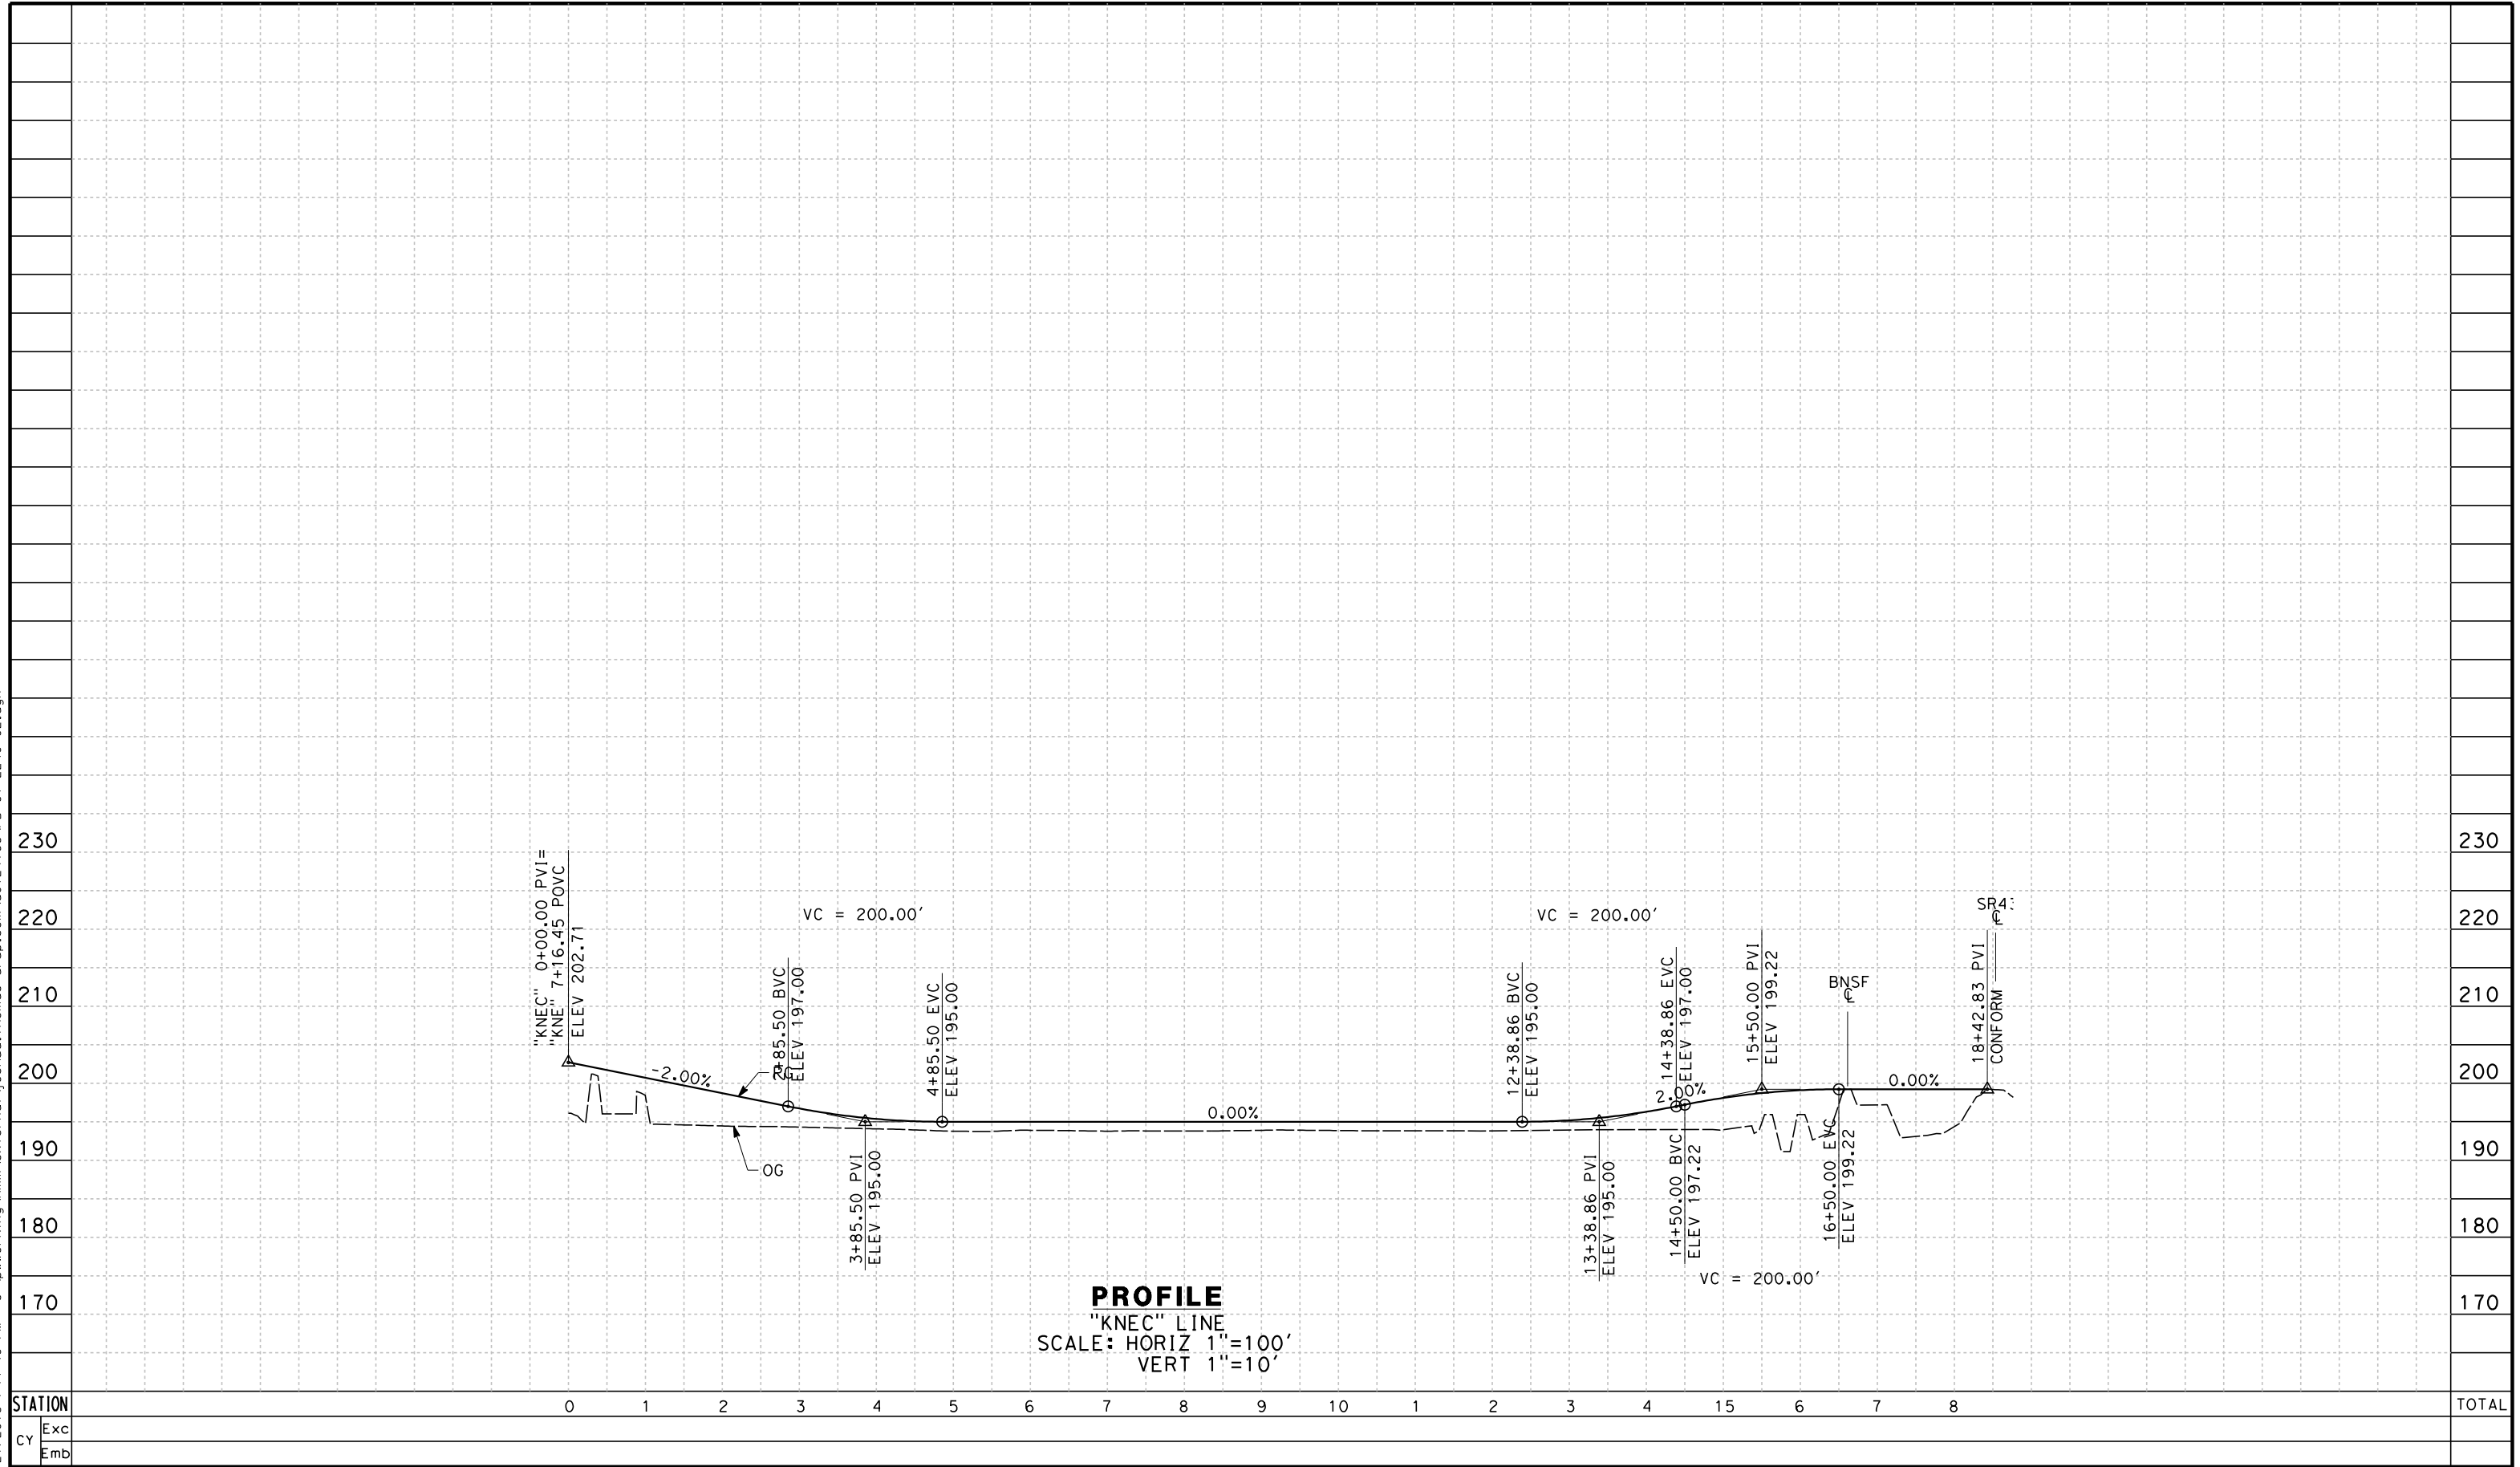 230
230
220
220
210
210
200
200
190
190
180
180
170
170
"KNEC" 0+00.00 PVI=
"KNE" 7+16.45 POVC
ELEV 202.71
-2.00%
RG
OG
2+85.50 BVC
ELEV 197.00
VC = 200.00'
3+85.50 PVI
ELEV 195.00
4+85.50 EVC
ELEV 195.00
0.00%
12+38.86 BVC
ELEV 195.00
VC = 200.00'
13+38.86 PVI
ELEV 195.00
14+38.86 EVC
ELEV 197.00
2.00%
14+50.00 BVC
ELEV 197.22
15+50.00 PVI
ELEV 199.22
VC = 200.00'
16+50.00 EVC
ELEV 199.22
BNSF
℄
0.00%
18+42.83 PVI
CONFORM
SR43
℄
PROFILE
"KNEC" LINE
SCALE: HORIZ 1"=100'
VERT 1"=10'
STATION 0 1 2 3 4 5 6 7 8 9 10 1 2 3 4 15 6 7 8 TOTAL
CY
Exc
Emb